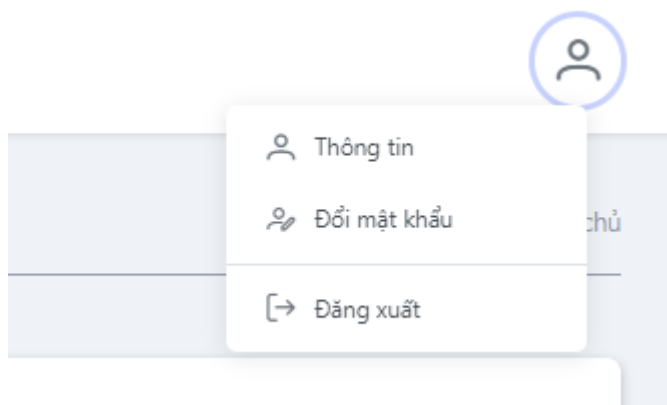 Thông tin
Đổi mật khẩu
chủ
Đăng xuất